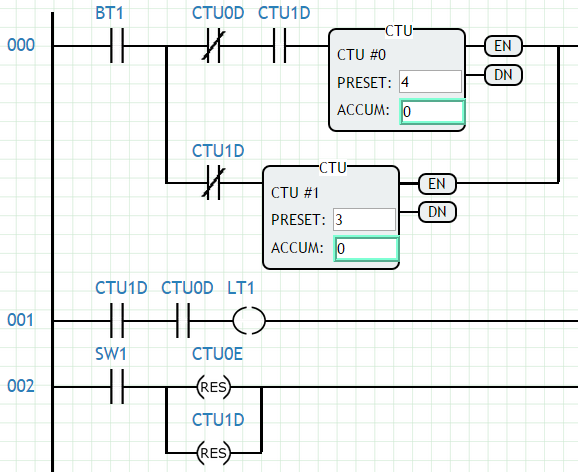 BT1 CTU0D CTU1D
CTU
000
CTU #0
EN
PRESET: 4
DN
ACCUM: 0
CTU1D
CTU
CTU #1
EN
PRESET: 3
DN
ACCUM: 0
CTU1D CTU0D LT1
001
SW1 CTU0E
002
RES
CTU1D
RES